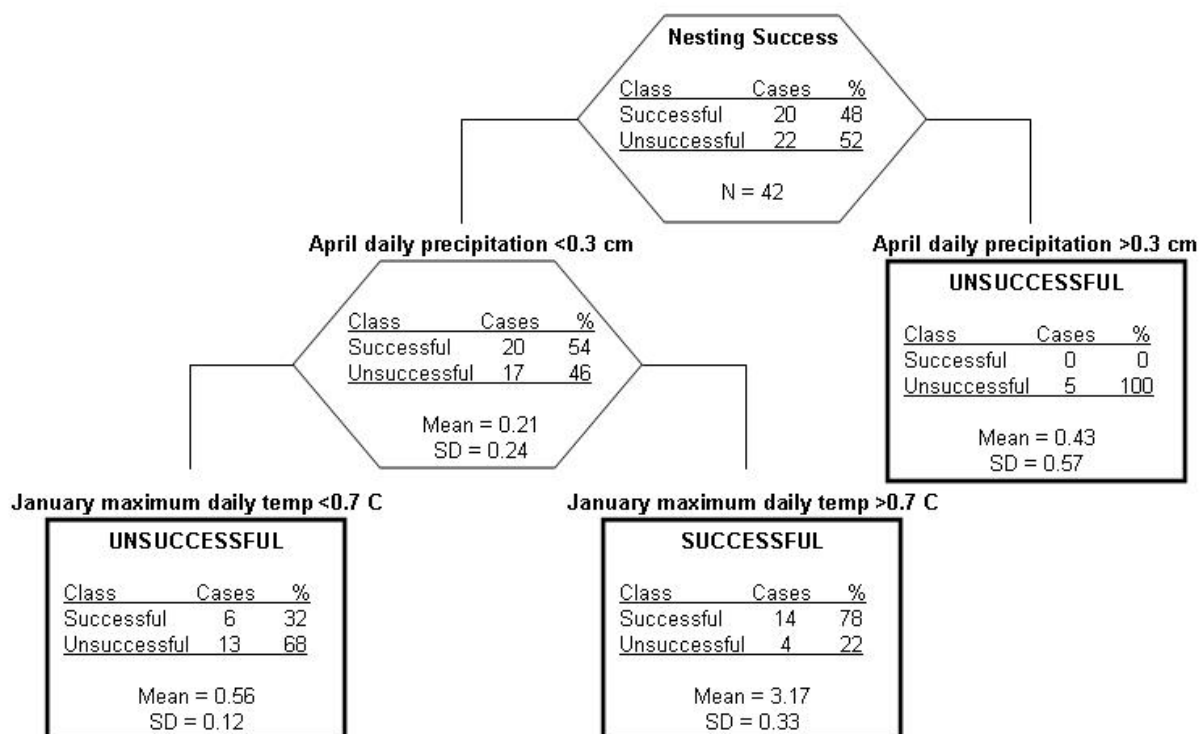 Nesting Success
Class Cases %
Successful 20 48
Unsuccessful 22 52
N = 42
April daily precipitation <0.3 cm
Class Cases %
Successful 20 54
Unsuccessful 17 46
Mean = 0.21
SD = 0.24
April daily precipitation >0.3 cm
UNSUCCESSFUL
Class Cases %
Successful 0 0
Unsuccessful 5 100
Mean = 0.43
SD = 0.57
January maximum daily temp <0.7 C
UNSUCCESSFUL
Class Cases %
Successful 6 32
Unsuccessful 13 68
Mean = 0.56
SD = 0.12
January maximum daily temp >0.7 C
SUCCESSFUL
Class Cases %
Successful 14 78
Unsuccessful 4 22
Mean = 3.17
SD = 0.33